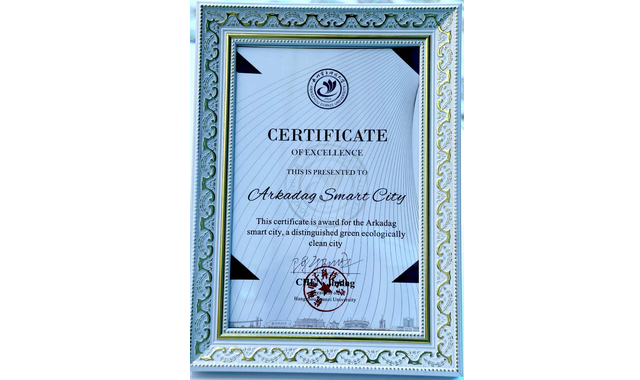 CERTIFICATE
OF EXCELLENCE
THIS IS PRESENTED TO
Arkadag Smart City
This certificate is award for the Arkadag
smart city, a distinguished green ecologically
clean city
University